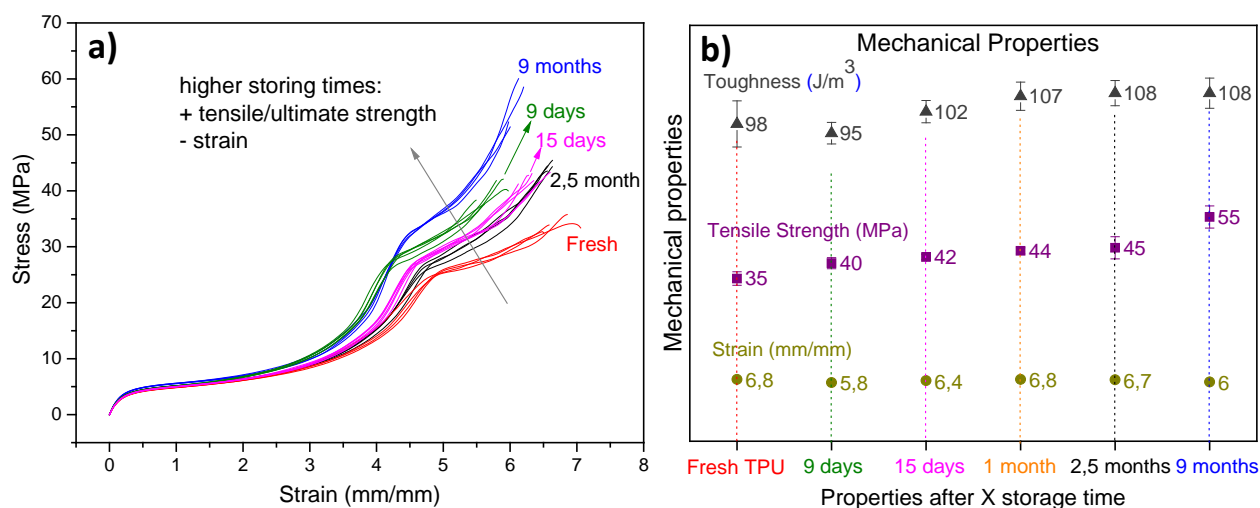 a)
70
60
50
40
30
20
10
0
Stress (MPa)
higher storing times:
+ tensile/ultimate strength
- strain
9 months
9 days
15 days
2,5 month
Fresh
0 1 2 3 4 5 6 7 8
Strain (mm/mm)
b)
Mechanical Properties
Mechanical properties
Toughness (J/m³)
98 95 102 107 108 108
Tensile Strength (MPa)
35 40 42 44 45 55
Strain (mm/mm)
6,8 5,8 6,4 6,8 6,7 6
Fresh TPU 9 days 15 days 1 month 2,5 months 9 months
Properties after X storage time